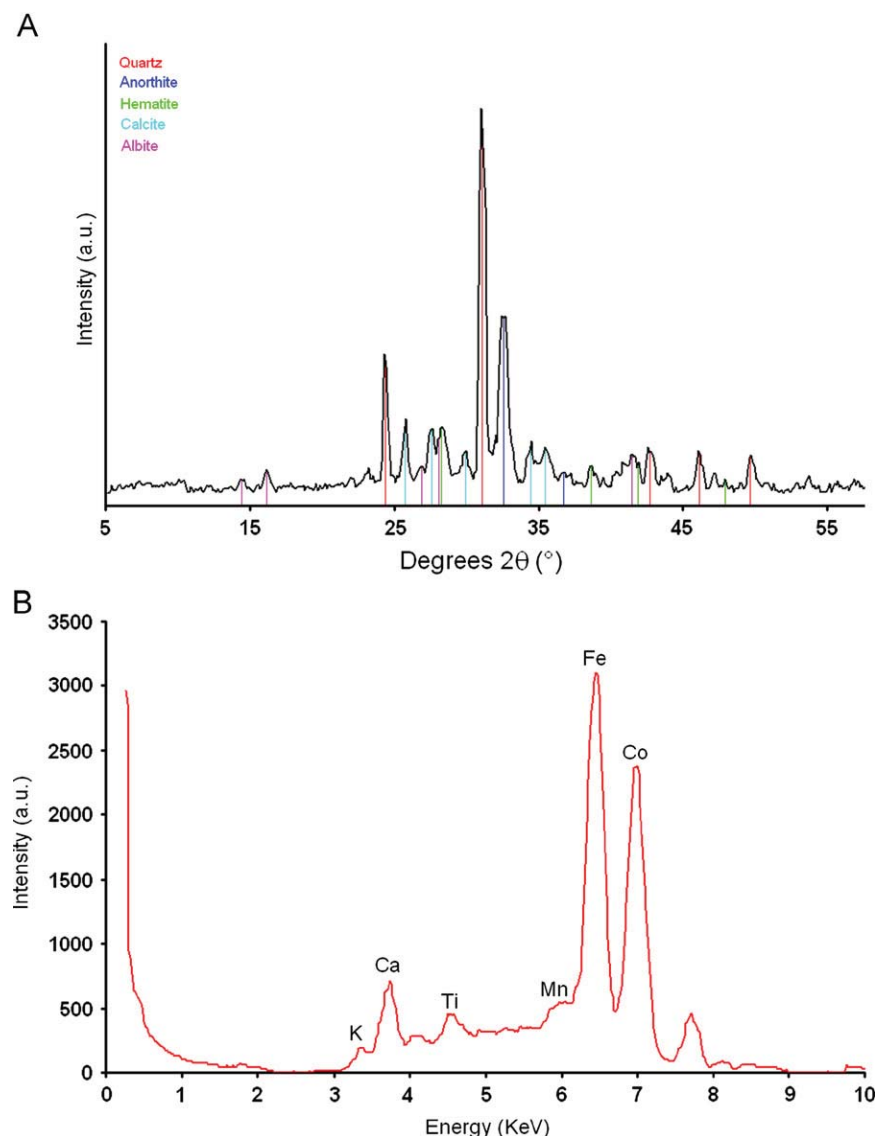 A
Quartz
Anorthite
Hematite
Calcite
Albite
Intensity (a.u.)
5 15 25 35 45 55
Degrees 2θ (°)
B
3500
3000
2500
2000
1500
1000
500
0
Fe
Co
Ca
Ti
Mn
K
Intensity (a.u.)
0 1 2 3 4 5 6 7 8 9 10
Energy (KeV)